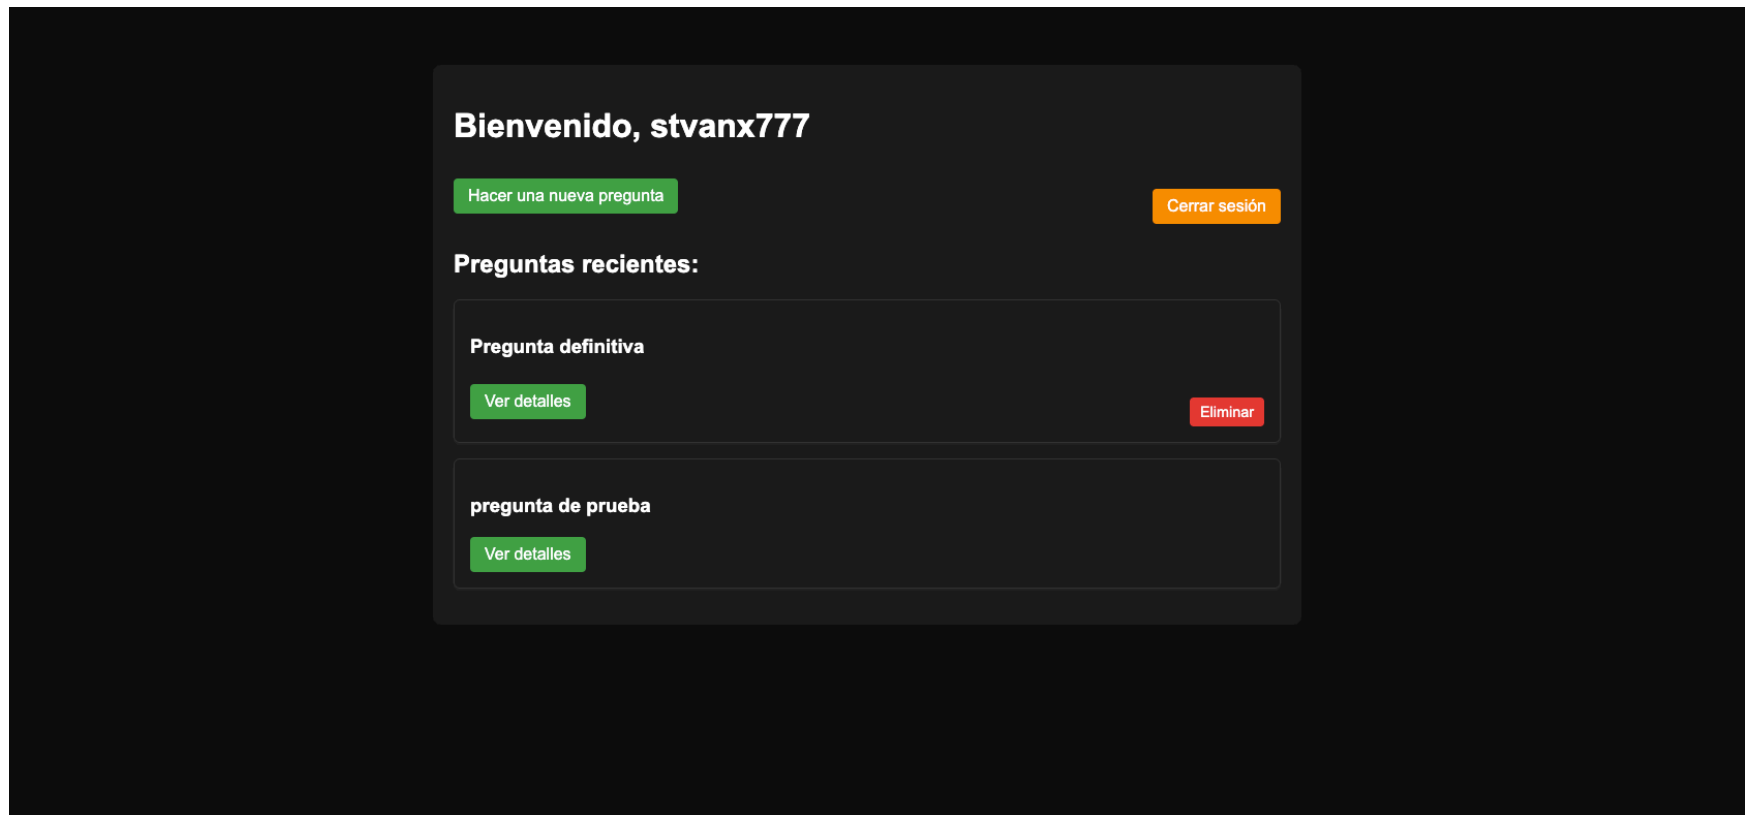 Bienvenido, stvanx777
Hacer una nueva pregunta
Cerrar sesión
Preguntas recientes:
Pregunta definitiva
Ver detalles
Eliminar
pregunta de prueba
Ver detalles